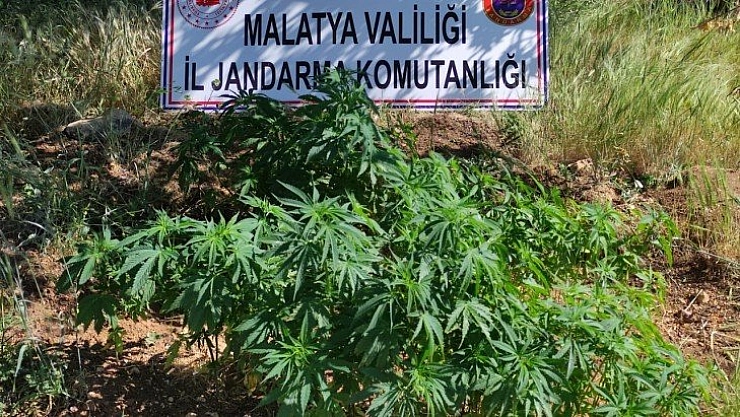 MALATYA VALİLİĞİ
İL JANDARMA KOMUTANLIĞI